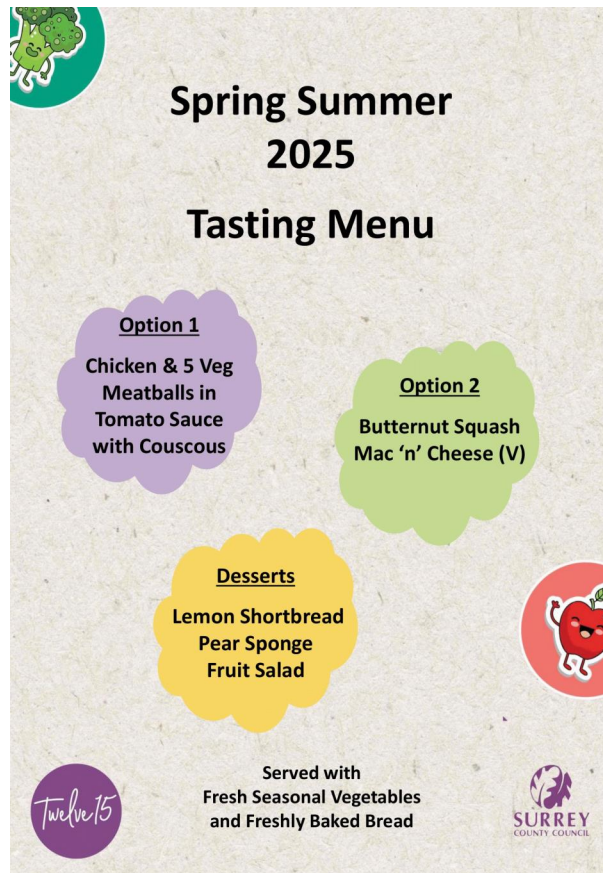 Spring Summer
2025
Tasting Menu
Option 1
Chicken & 5 Veg
Meatballs in
Tomato Sauce
with Couscous
Option 2
Butternut Squash
Mac ‘n’ Cheese (V)
Desserts
Lemon Shortbread
Pear Sponge
Fruit Salad
Served with
Fresh Seasonal Vegetables
and Freshly Baked Bread
Twelve15
SURREY
COUNTY COUNCIL